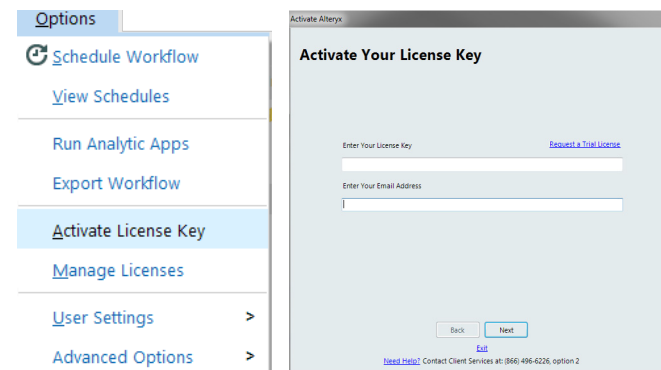 Options
Schedule Workflow
View Schedules
Run Analytic Apps
Export Workflow
Activate License Key
Manage Licenses
User Settings >
Advanced Options >
Activate Alteryx
Activate Your License Key
Enter Your License Key Request a Trial License
Enter Your Email Address
Back Next
Exit
Need Help? Contact Client Services at: (866) 496-6226, option 2